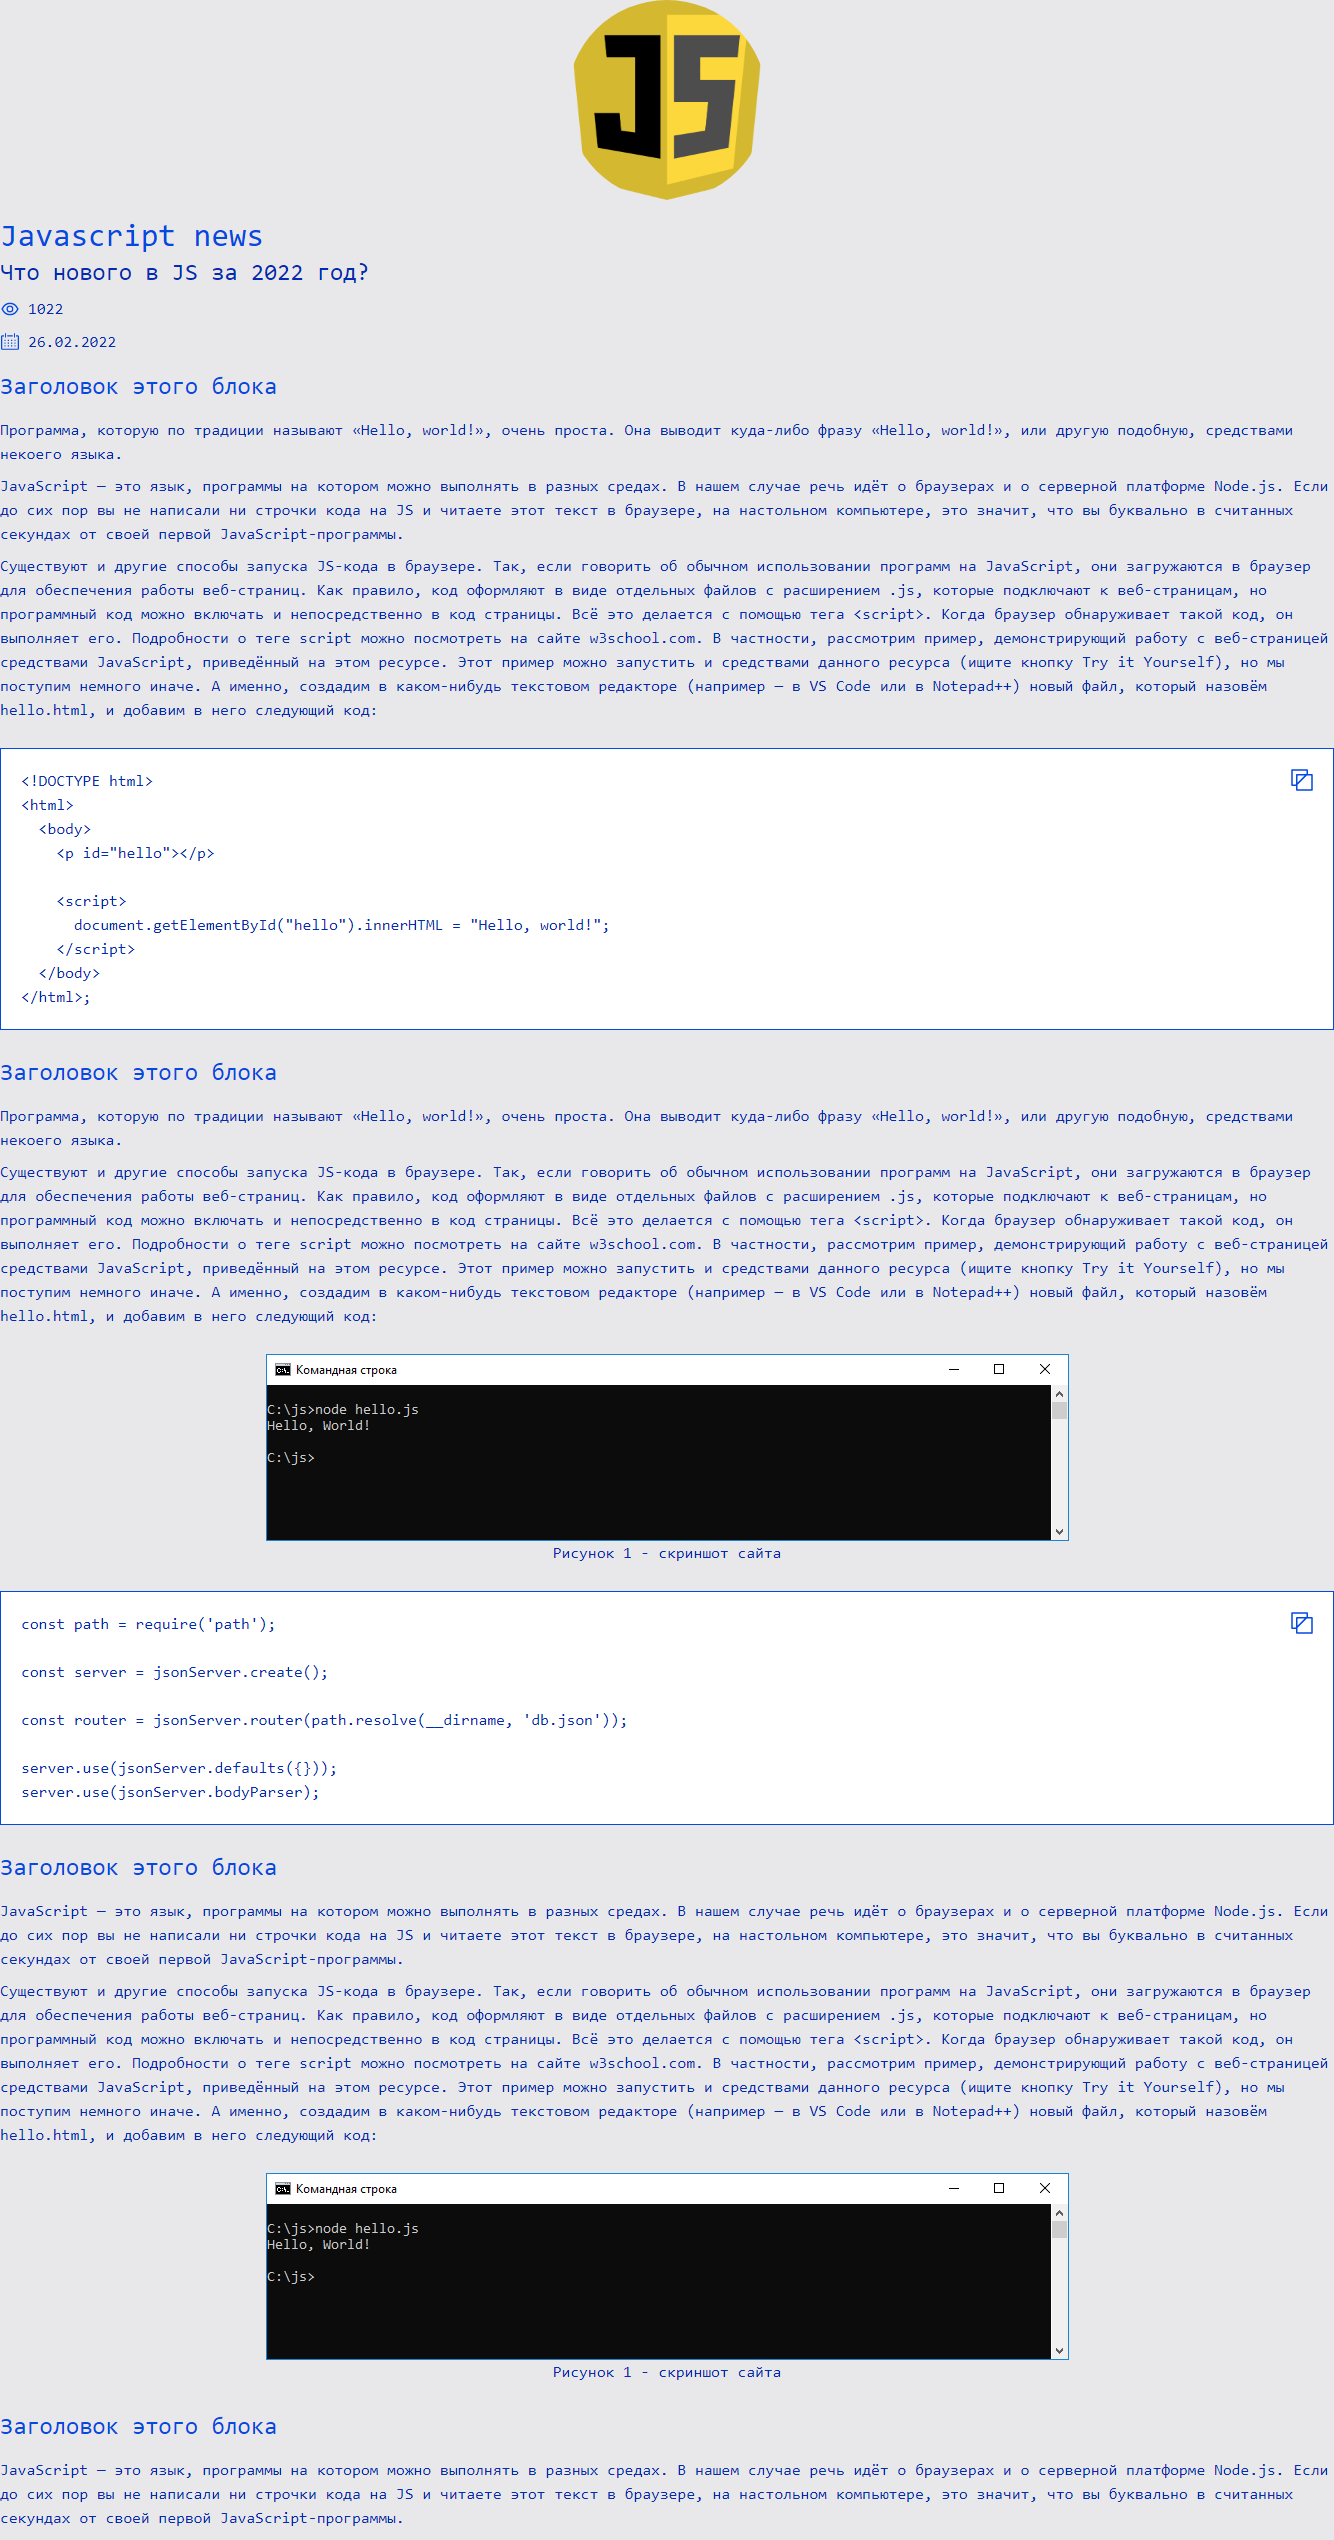 JS
Javascript news
Что нового в JS за 2022 год?
1022
26.02.2022
Заголовок этого блока
Программа, которую по традиции называют «Hello, world!», очень проста. Она выводит куда-либо фразу «Hello, world!», или другую подобную, средствами
некоего языка.
JavaScript — это язык, программы на котором можно выполнять в разных средах. В нашем случае речь идёт о браузерах и о серверной платформе Node.js. Если
до сих пор вы не написали ни строчки кода на JS и читаете этот текст в браузере, на настольном компьютере, это значит, что вы буквально в считанных
секундах от своей первой JavaScript-программы.
Существуют и другие способы запуска JS-кода в браузере. Так, если говорить об обычном использовании программ на JavaScript, они загружаются в браузер
для обеспечения работы веб-страниц. Как правило, код оформляют в виде отдельных файлов с расширением .js, которые подключают к веб-страницам, но
программный код можно включать и непосредственно в код страницы. Всё это делается с помощью тега <script>. Когда браузер обнаруживает такой код, он
выполняет его. Подробности о теге script можно посмотреть на сайте w3school.com. В частности, рассмотрим пример, демонстрирующий работу с веб-страницей
средствами JavaScript, приведённый на этом ресурсе. Этот пример можно запустить и средствами данного ресурса (ищите кнопку Try it Yourself), но мы
поступим немного иначе. А именно, создадим в каком-нибудь текстовом редакторе (например — в VS Code или в Notepad++) новый файл, который назовём
hello.html, и добавим в него следующий код:
<!DOCTYPE html>
<html>
  <body>
    <p id="hello"></p>
    <script>
      document.getElementById("hello").innerHTML = "Hello, world!";
    </script>
  </body>
</html>;
Заголовок этого блока
Программа, которую по традиции называют «Hello, world!», очень проста. Она выводит куда-либо фразу «Hello, world!», или другую подобную, средствами
некоего языка.
Существуют и другие способы запуска JS-кода в браузере. Так, если говорить об обычном использовании программ на JavaScript, они загружаются в браузер
для обеспечения работы веб-страниц. Как правило, код оформляют в виде отдельных файлов с расширением .js, которые подключают к веб-страницам, но
программный код можно включать и непосредственно в код страницы. Всё это делается с помощью тега <script>. Когда браузер обнаруживает такой код, он
выполняет его. Подробности о теге script можно посмотреть на сайте w3school.com. В частности, рассмотрим пример, демонстрирующий работу с веб-страницей
средствами JavaScript, приведённый на этом ресурсе. Этот пример можно запустить и средствами данного ресурса (ищите кнопку Try it Yourself), но мы
поступим немного иначе. А именно, создадим в каком-нибудь текстовом редакторе (например — в VS Code или в Notepad++) новый файл, который назовём
hello.html, и добавим в него следующий код:
Командная строка
C:\js>node hello.js
Hello, World!
C:\js>
Рисунок 1 - скриншот сайта
const path = require('path');
const server = jsonServer.create();
const router = jsonServer.router(path.resolve(__dirname, 'db.json'));
server.use(jsonServer.defaults({}));
server.use(jsonServer.bodyParser);
Заголовок этого блока
JavaScript — это язык, программы на котором можно выполнять в разных средах. В нашем случае речь идёт о браузерах и о серверной платформе Node.js. Если
до сих пор вы не написали ни строчки кода на JS и читаете этот текст в браузере, на настольном компьютере, это значит, что вы буквально в считанных
секундах от своей первой JavaScript-программы.
Существуют и другие способы запуска JS-кода в браузере. Так, если говорить об обычном использовании программ на JavaScript, они загружаются в браузер
для обеспечения работы веб-страниц. Как правило, код оформляют в виде отдельных файлов с расширением .js, которые подключают к веб-страницам, но
программный код можно включать и непосредственно в код страницы. Всё это делается с помощью тега <script>. Когда браузер обнаруживает такой код, он
выполняет его. Подробности о теге script можно посмотреть на сайте w3school.com. В частности, рассмотрим пример, демонстрирующий работу с веб-страницей
средствами JavaScript, приведённый на этом ресурсе. Этот пример можно запустить и средствами данного ресурса (ищите кнопку Try it Yourself), но мы
поступим немного иначе. А именно, создадим в каком-нибудь текстовом редакторе (например — в VS Code или в Notepad++) новый файл, который назовём
hello.html, и добавим в него следующий код:
Командная строка
C:\js>node hello.js
Hello, World!
C:\js>
Рисунок 1 - скриншот сайта
Заголовок этого блока
JavaScript — это язык, программы на котором можно выполнять в разных средах. В нашем случае речь идёт о браузерах и о серверной платформе Node.js. Если
до сих пор вы не написали ни строчки кода на JS и читаете этот текст в браузере, на настольном компьютере, это значит, что вы буквально в считанных
секундах от своей первой JavaScript-программы.